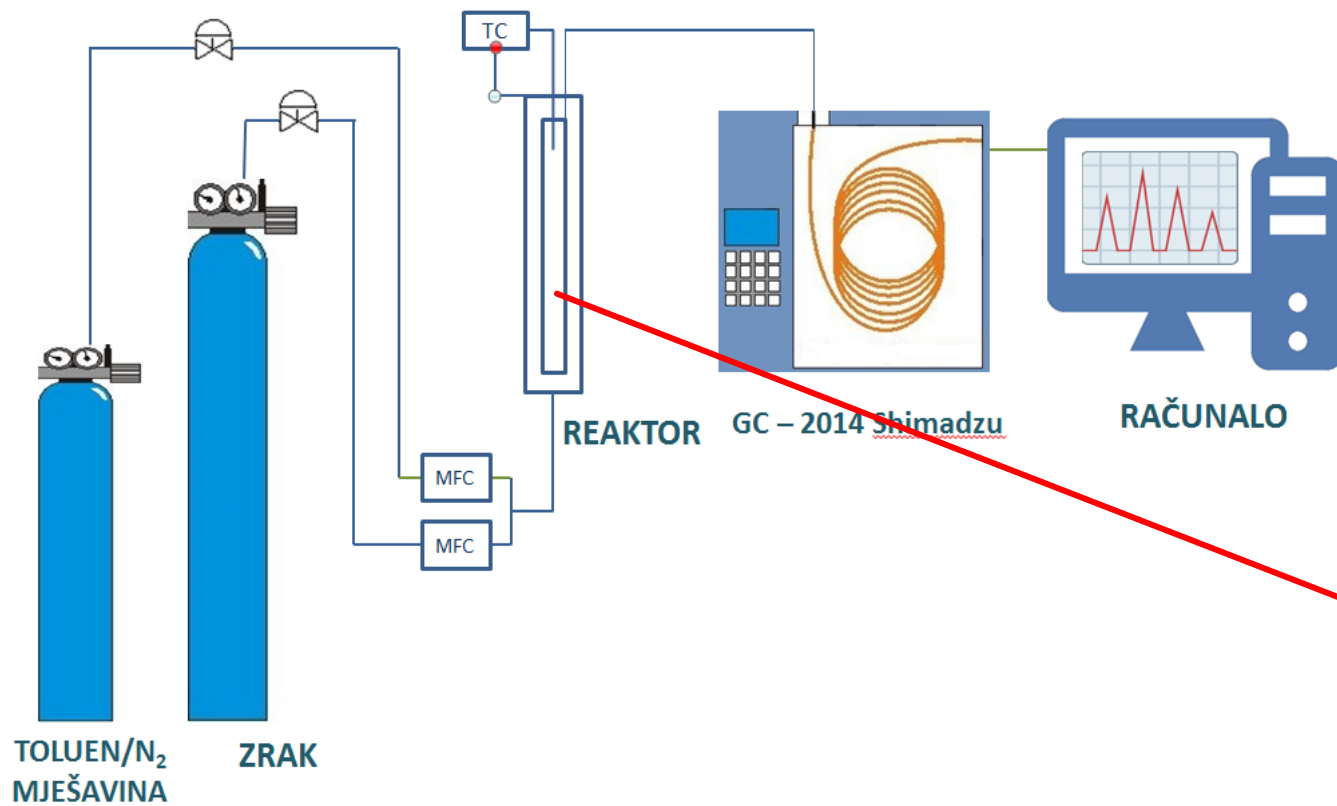 TC
REAKTOR
GC – 2014 Shimadzu
RAČUNALO
MFC
MFC
TOLUEN/N₂
MJEŠAVINA
ZRAK